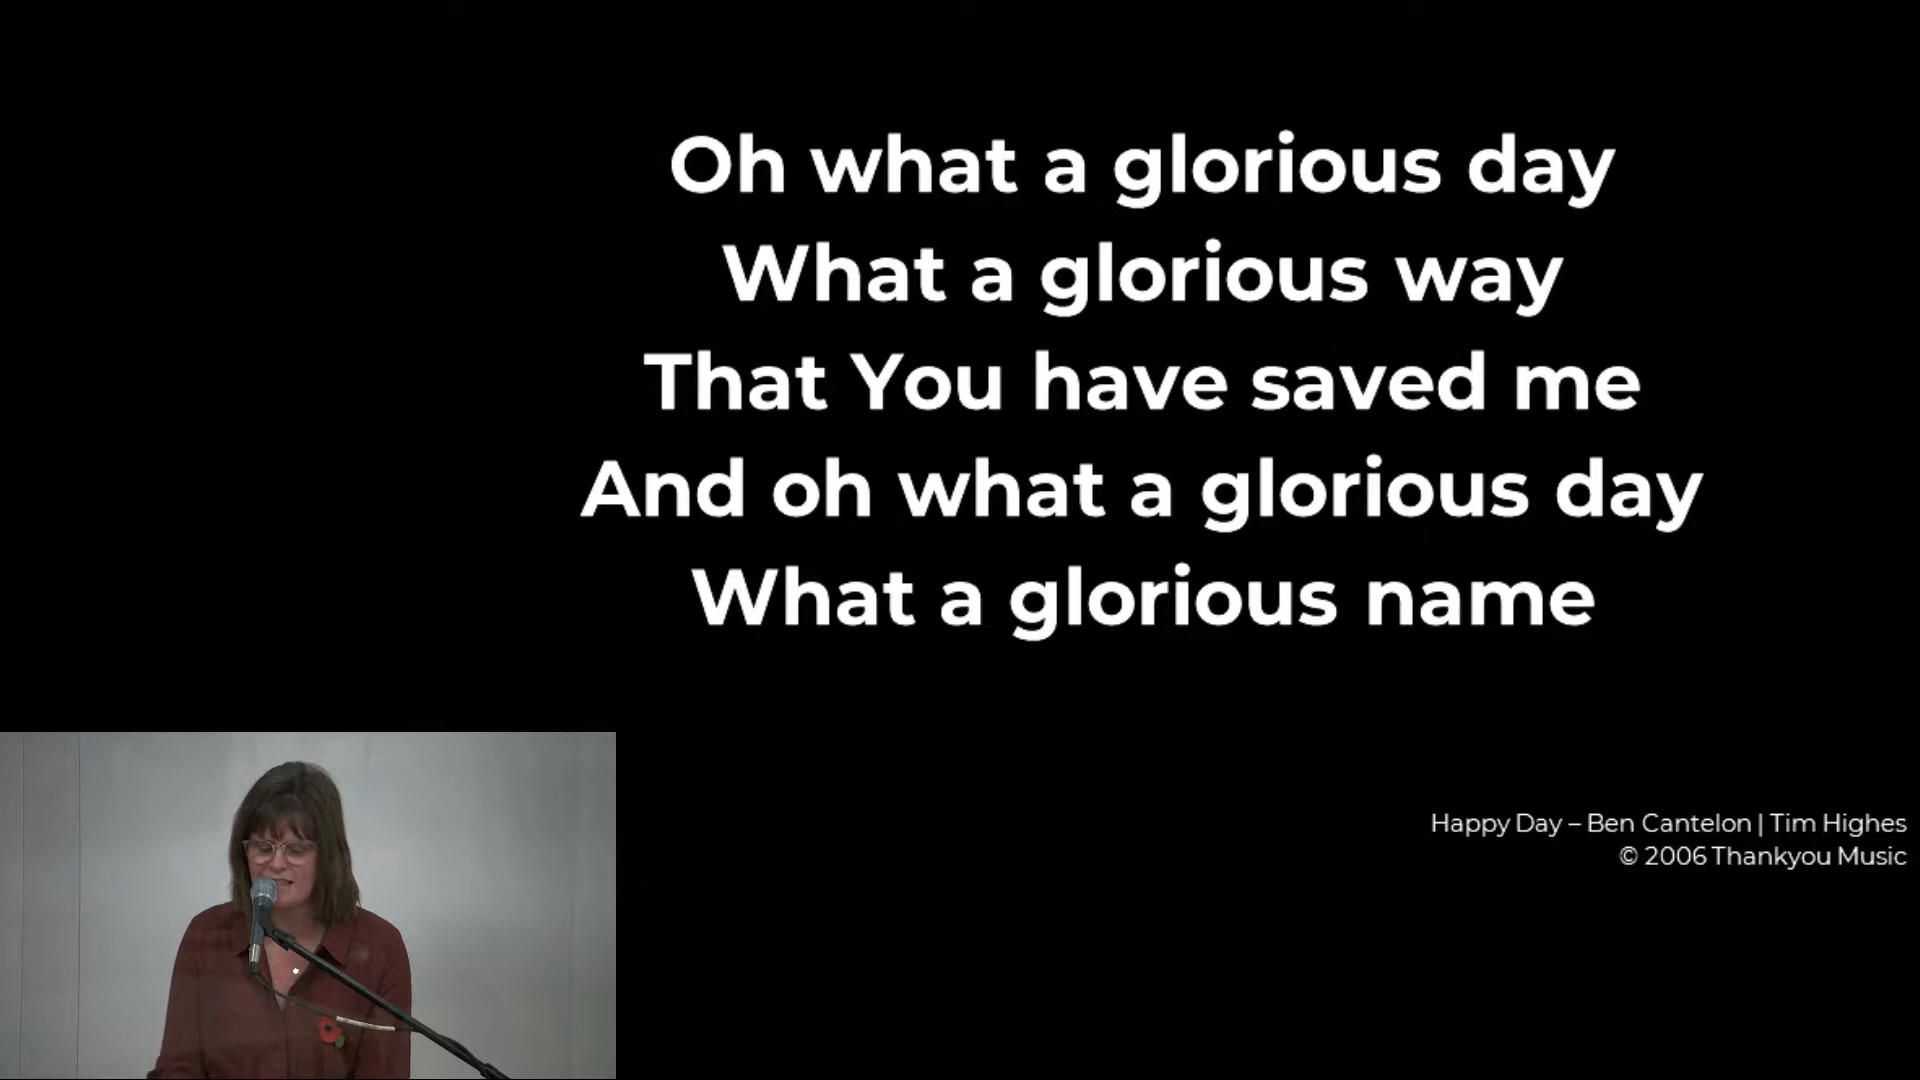 Oh what a glorious day
What a glorious way
That You have saved me
And oh what a glorious day
What a glorious name
Happy Day – Ben Cantelon | Tim Highes
© 2006 Thankyou Music